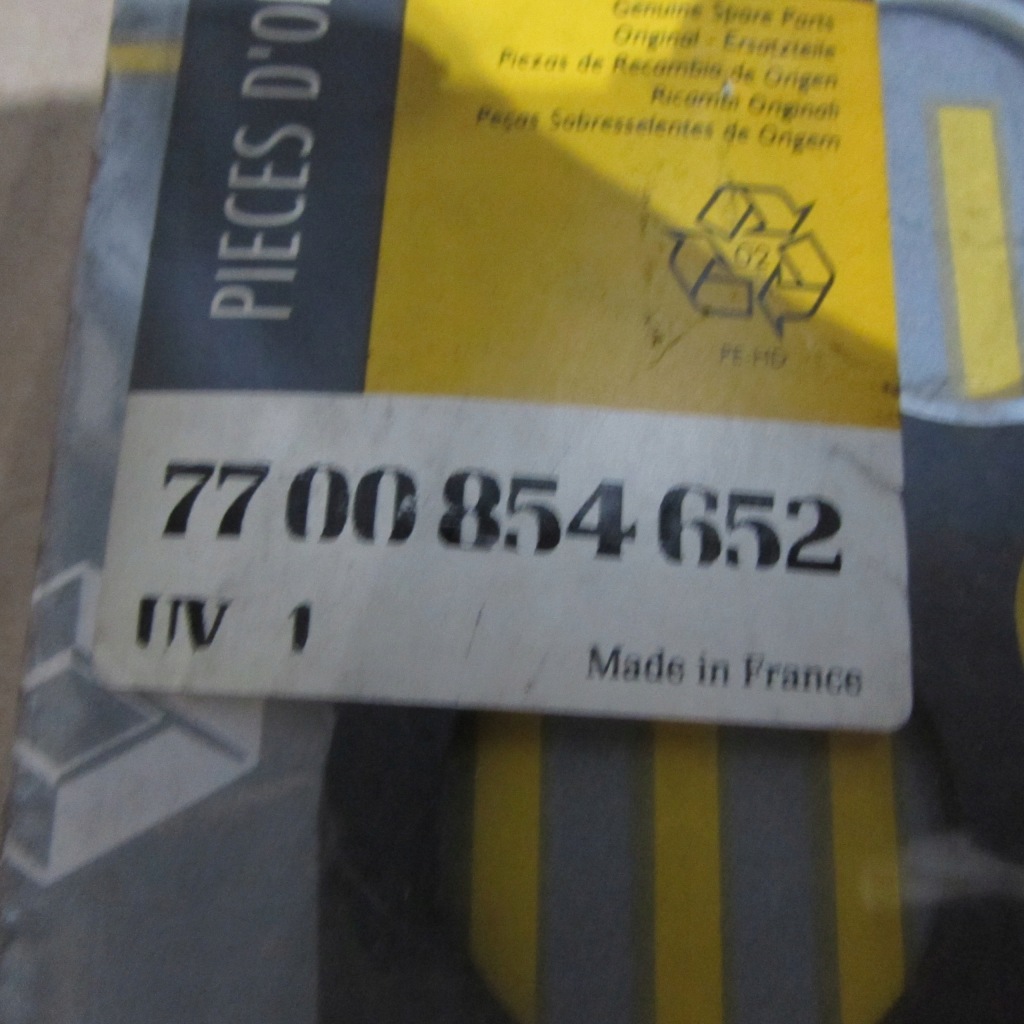 PIECES D'O
Genuine Spare Parts
Original - Ersatzteile
Piezas de Recambio de Origen
Ricambi Originali
Peças Sobresselentes de Origem
02
PE-HD
77 00 854 652
UV 1
Made in France